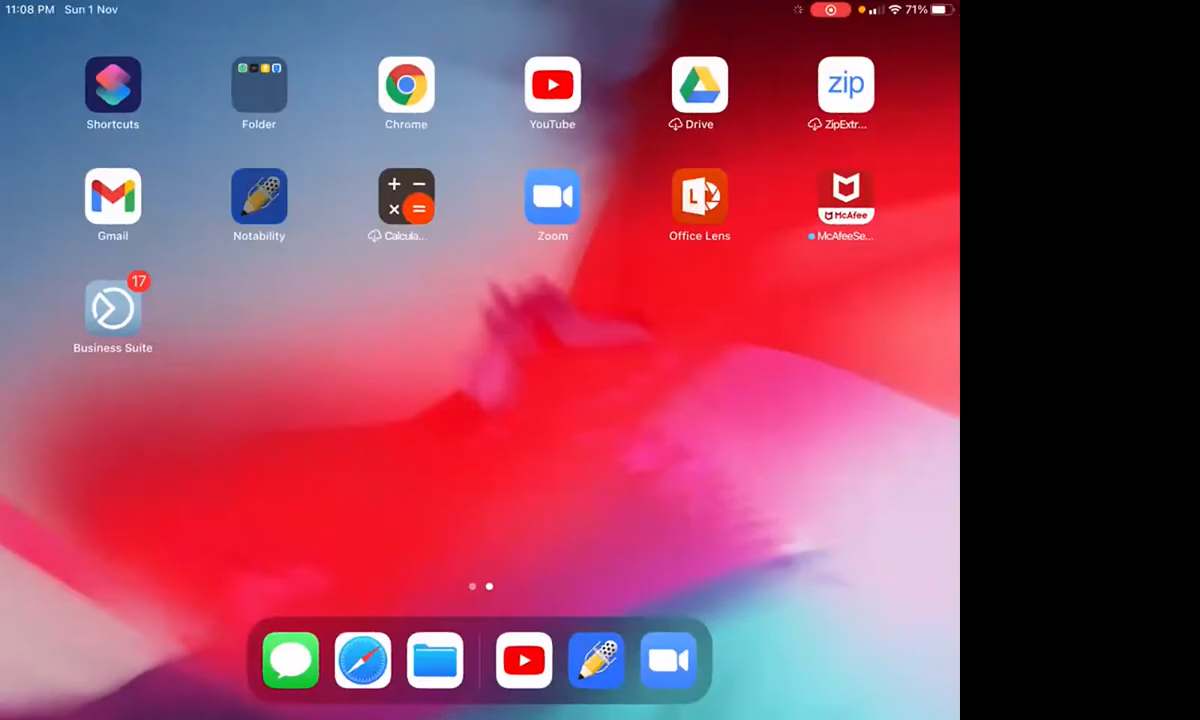 11:08 PM Sun 1 Nov 71%
Shortcuts Folder Chrome YouTube Drive ZipExtr...
zip
Gmail Notability Calcula... Zoom Office Lens McAfeeSe...
L
McAfee
17
Business Suite